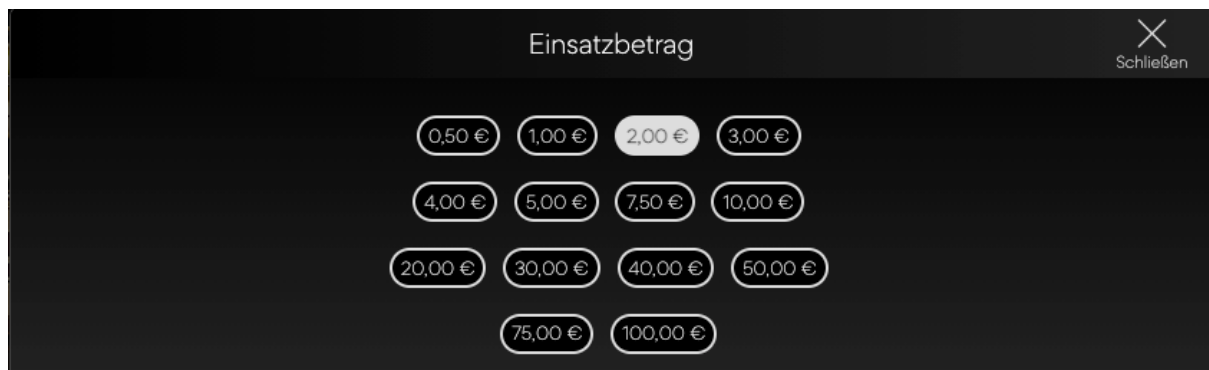 Einsatzbetrag
Schließen
0,50 € 1,00 € 2,00 € 3,00 €
4,00 € 5,00 € 7,50 € 10,00 €
20,00 € 30,00 € 40,00 € 50,00 €
75,00 € 100,00 €